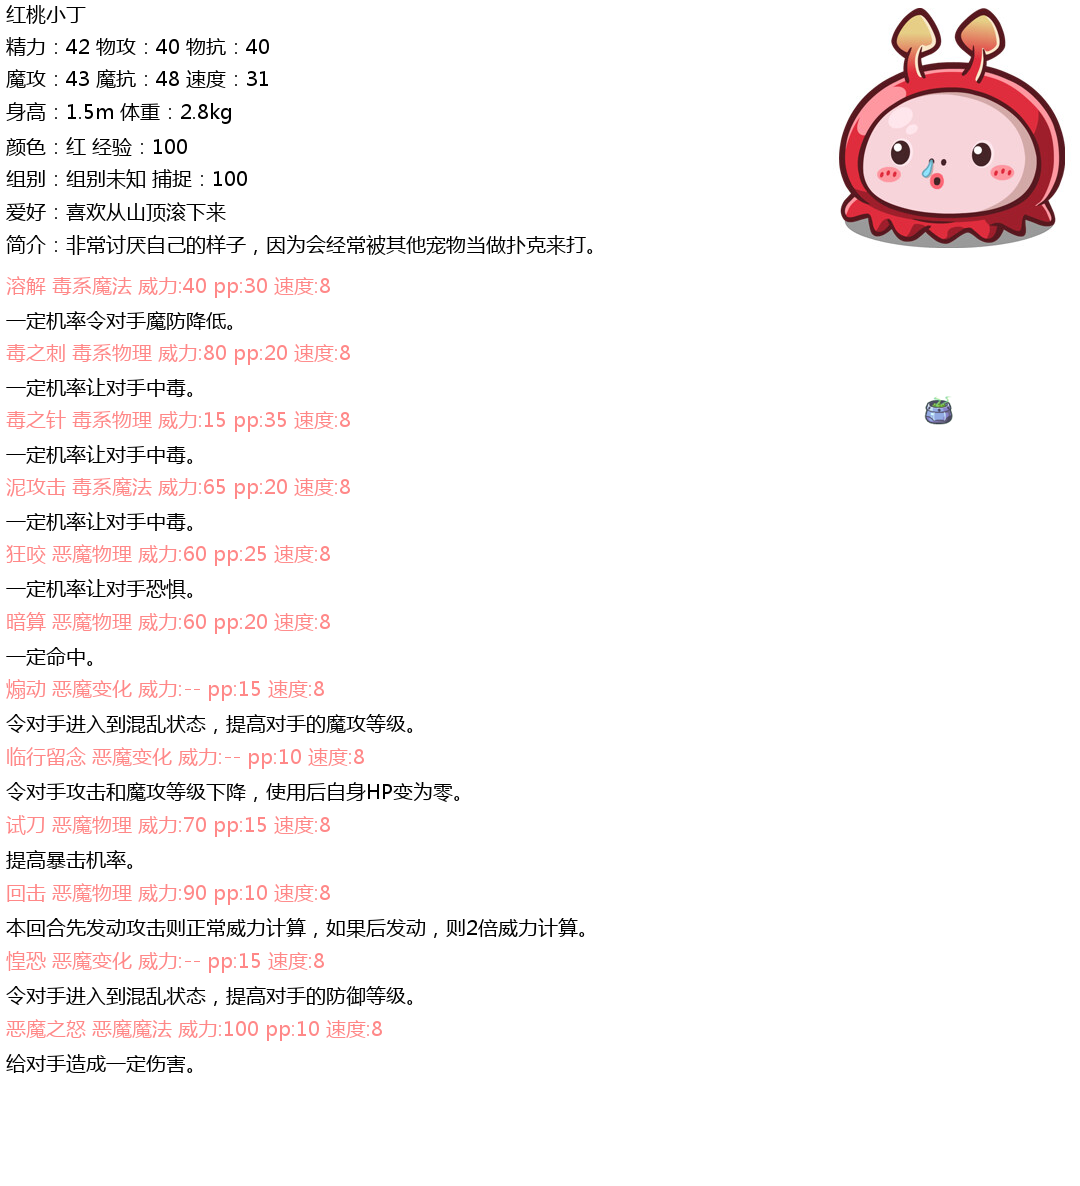 红桃小丁
精力：42 物攻：40 物抗：40
魔攻：43 魔抗：48 速度：31
身高：1.5m 体重：2.8kg
颜色：红 经验：100
组别：组别未知 捕捉：100
爱好：喜欢从山顶滚下来
简介：非常讨厌自己的样子，因为会经常被其他宠物当做扑克来打。
溶解 毒系魔法 威力:40 pp:30 速度:8
一定机率令对手魔防降低。
毒之刺 毒系物理 威力:80 pp:20 速度:8
一定机率让对手中毒。
毒之针 毒系物理 威力:15 pp:35 速度:8
一定机率让对手中毒。
泥攻击 毒系魔法 威力:65 pp:20 速度:8
一定机率让对手中毒。
狂咬 恶魔物理 威力:60 pp:25 速度:8
一定机率让对手恐惧。
暗算 恶魔物理 威力:60 pp:20 速度:8
一定命中。
煽动 恶魔变化 威力:-- pp:15 速度:8
令对手进入到混乱状态，提高对手的魔攻等级。
临行留念 恶魔变化 威力:-- pp:10 速度:8
令对手攻击和魔攻等级下降，使用后自身HP变为零。
试刀 恶魔物理 威力:70 pp:15 速度:8
提高暴击机率。
回击 恶魔物理 威力:90 pp:10 速度:8
本回合先发动攻击则正常威力计算，如果后发动，则2倍威力计算。
惶恐 恶魔变化 威力:-- pp:15 速度:8
令对手进入到混乱状态，提高对手的防御等级。
恶魔之怒 恶魔魔法 威力:100 pp:10 速度:8
给对手造成一定伤害。